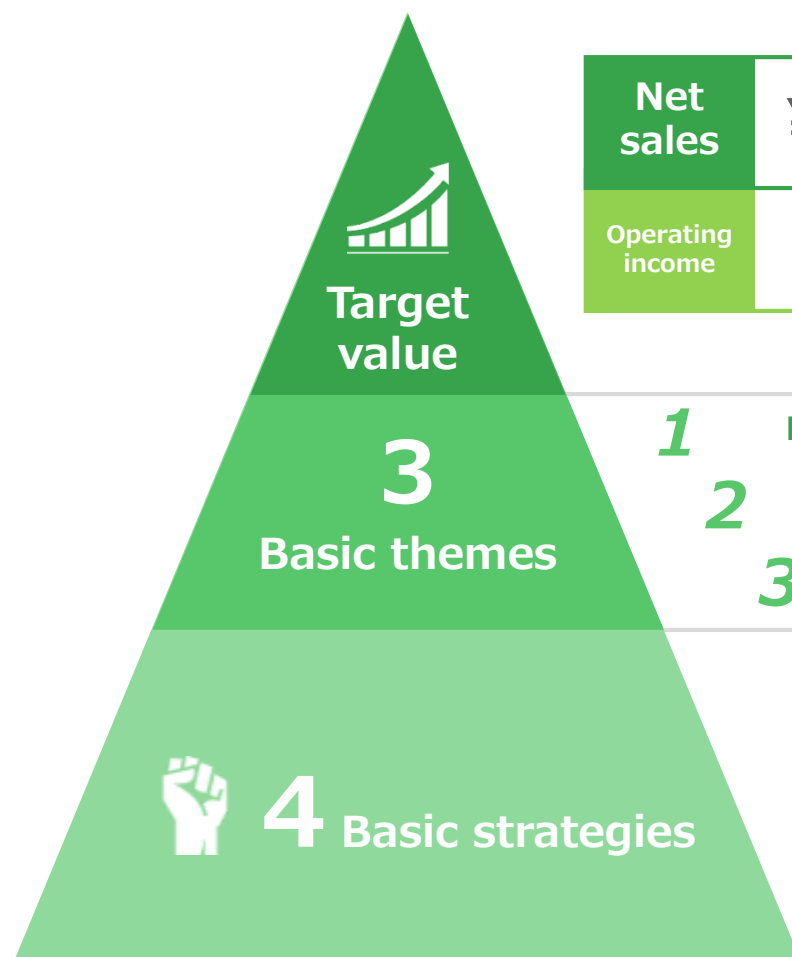 Net
sales
Operating
income
Target
value
1
2
3
3
Basic themes
4 Basic strategies